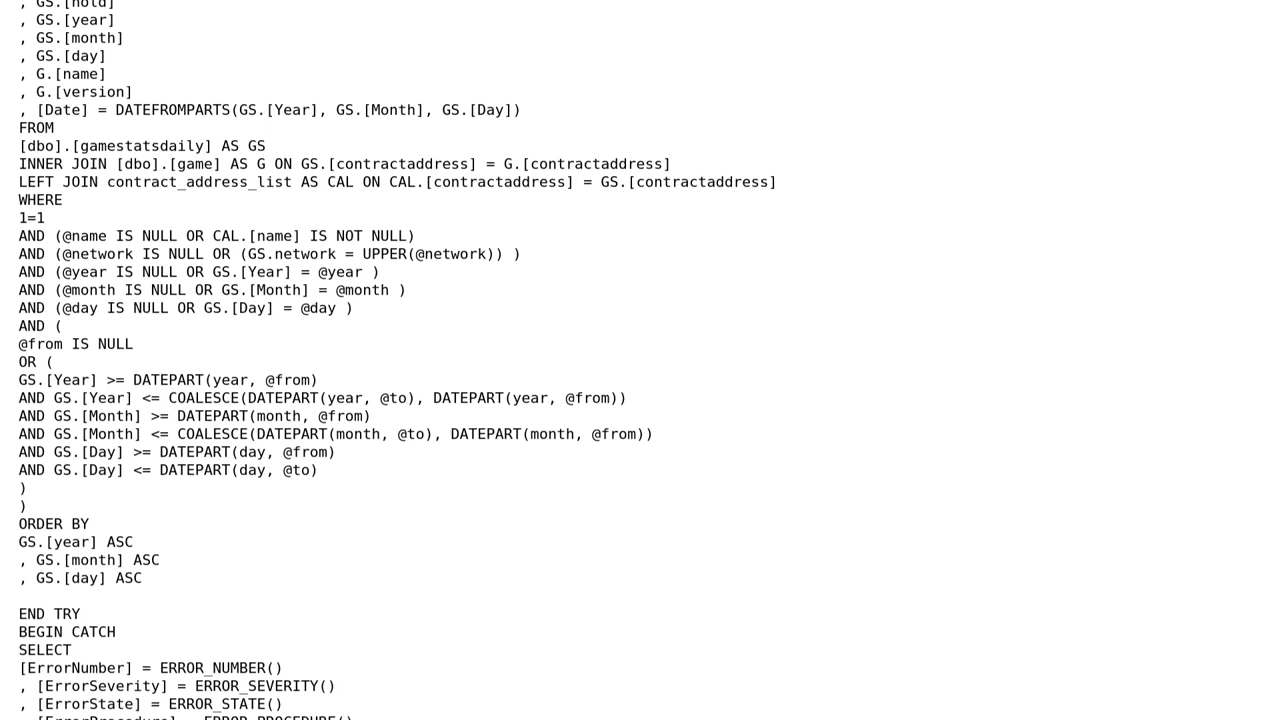 , GS.[hold]
, GS.[year]
, GS.[month]
, GS.[day]
, G.[name]
, G.[version]
, [Date] = DATEFROMPARTS(GS.[Year], GS.[Month], GS.[Day])
FROM
[dbo].[gamestatsdaily] AS GS
INNER JOIN [dbo].[game] AS G ON GS.[contractaddress] = G.[contractaddress]
LEFT JOIN contract_address_list AS CAL ON CAL.[contractaddress] = GS.[contractaddress]
WHERE
1=1
AND (@name IS NULL OR CAL.[name] IS NOT NULL)
AND (@network IS NULL OR (GS.network = UPPER(@network)) )
AND (@year IS NULL OR GS.[Year] = @year )
AND (@month IS NULL OR GS.[Month] = @month )
AND (@day IS NULL OR GS.[Day] = @day )
AND (
@from IS NULL
OR (
GS.[Year] >= DATEPART(year, @from)
AND GS.[Year] <= COALESCE(DATEPART(year, @to), DATEPART(year, @from))
AND GS.[Month] >= DATEPART(month, @from)
AND GS.[Month] <= COALESCE(DATEPART(month, @to), DATEPART(month, @from))
AND GS.[Day] >= DATEPART(day, @from)
AND GS.[Day] <= DATEPART(day, @to)
)
)
ORDER BY
GS.[year] ASC
, GS.[month] ASC
, GS.[day] ASC
END TRY
BEGIN CATCH
SELECT
[ErrorNumber] = ERROR_NUMBER()
, [ErrorSeverity] = ERROR_SEVERITY()
, [ErrorState] = ERROR_STATE()
, [ErrorProcedure] = ERROR_PROCEDURE()